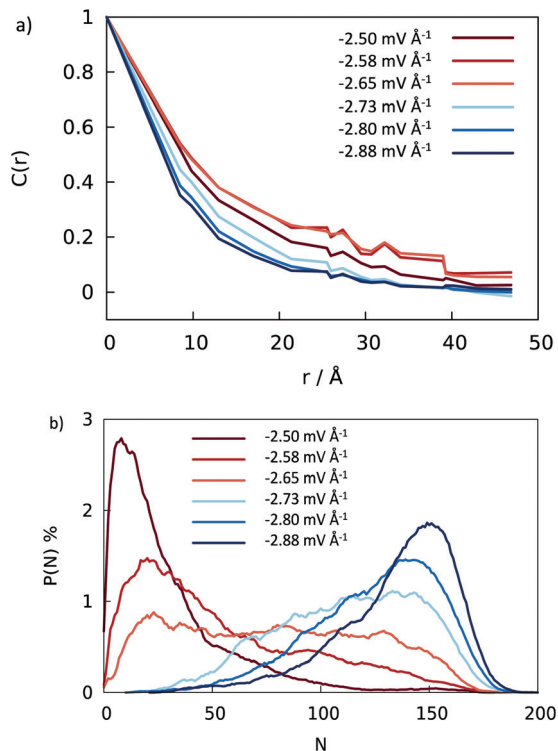 a)
1
0.8
0.6
0.4
0.2
0
C(r)
-2.50 mV Å⁻¹
-2.58 mV Å⁻¹
-2.65 mV Å⁻¹
-2.73 mV Å⁻¹
-2.80 mV Å⁻¹
-2.88 mV Å⁻¹
0 10 20 30 40 50
r / Å
b)
3
2
1
0
P(N) %
-2.50 mV Å⁻¹
-2.58 mV Å⁻¹
-2.65 mV Å⁻¹
-2.73 mV Å⁻¹
-2.80 mV Å⁻¹
-2.88 mV Å⁻¹
0 50 100 150 200
N